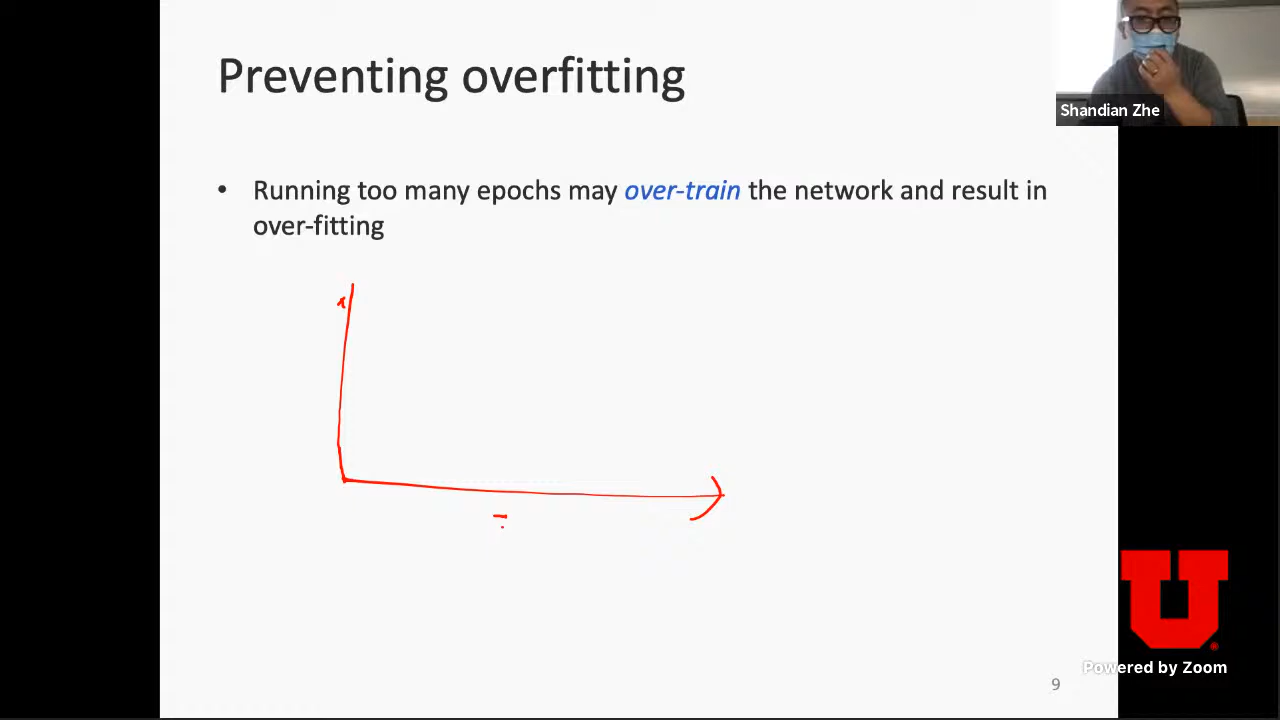 Preventing overfitting
Shandian Zhe
• Running too many epochs may over-train the network and result in
over-fitting
U
Powered by Zoom
9